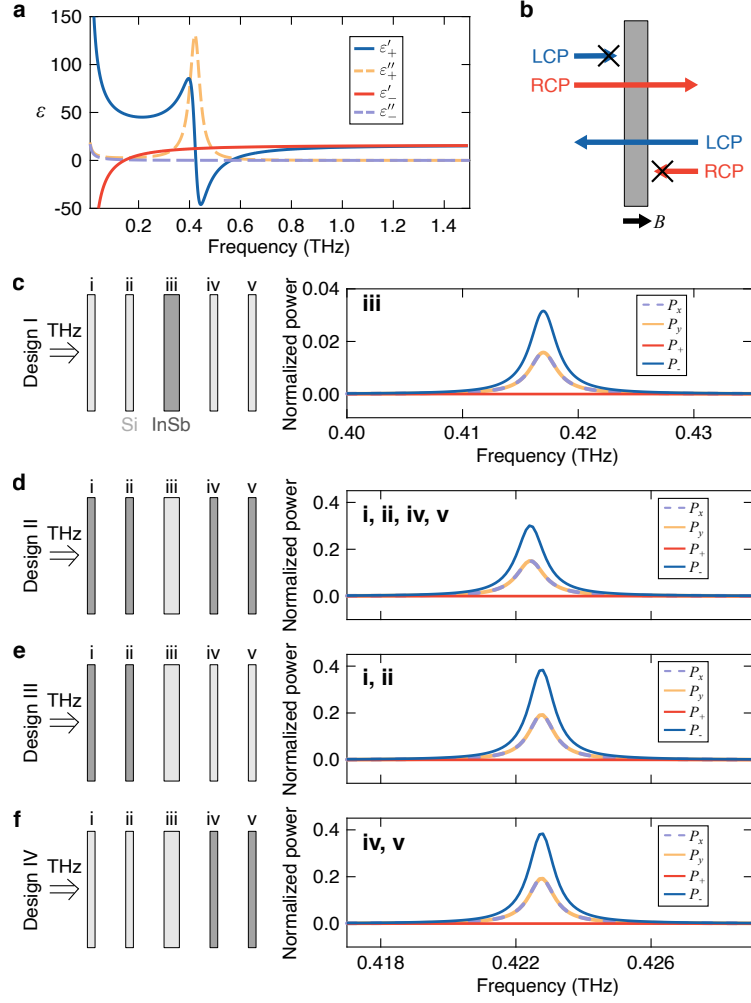 a
150
100
50
0
-50
ε
ε′₊
ε″₊
ε′₋
ε″₋
0.2 0.4 0.6 0.8 1.0 1.2 1.4
Frequency (THz)
b
LCP
RCP
LCP
RCP
B
c
Design I
THz
i ii iii iv v
Si InSb
Normalized power
0.04
0.02
0.00
iii
Pₓ
Pᵧ
P₊
P₋
0.40 0.41 0.42 0.43
Frequency (THz)
d
Design II
THz
i ii iii iv v
Normalized power
0.4
0.2
0.0
i, ii, iv, v
Pₓ
Pᵧ
P₊
P₋
e
Design III
THz
i ii iii iv v
Normalized power
0.4
0.2
0.0
i, ii
Pₓ
Pᵧ
P₊
P₋
f
Design IV
THz
i ii iii iv v
Normalized power
0.4
0.2
0.0
iv, v
Pₓ
Pᵧ
P₊
P₋
0.418 0.422 0.426
Frequency (THz)